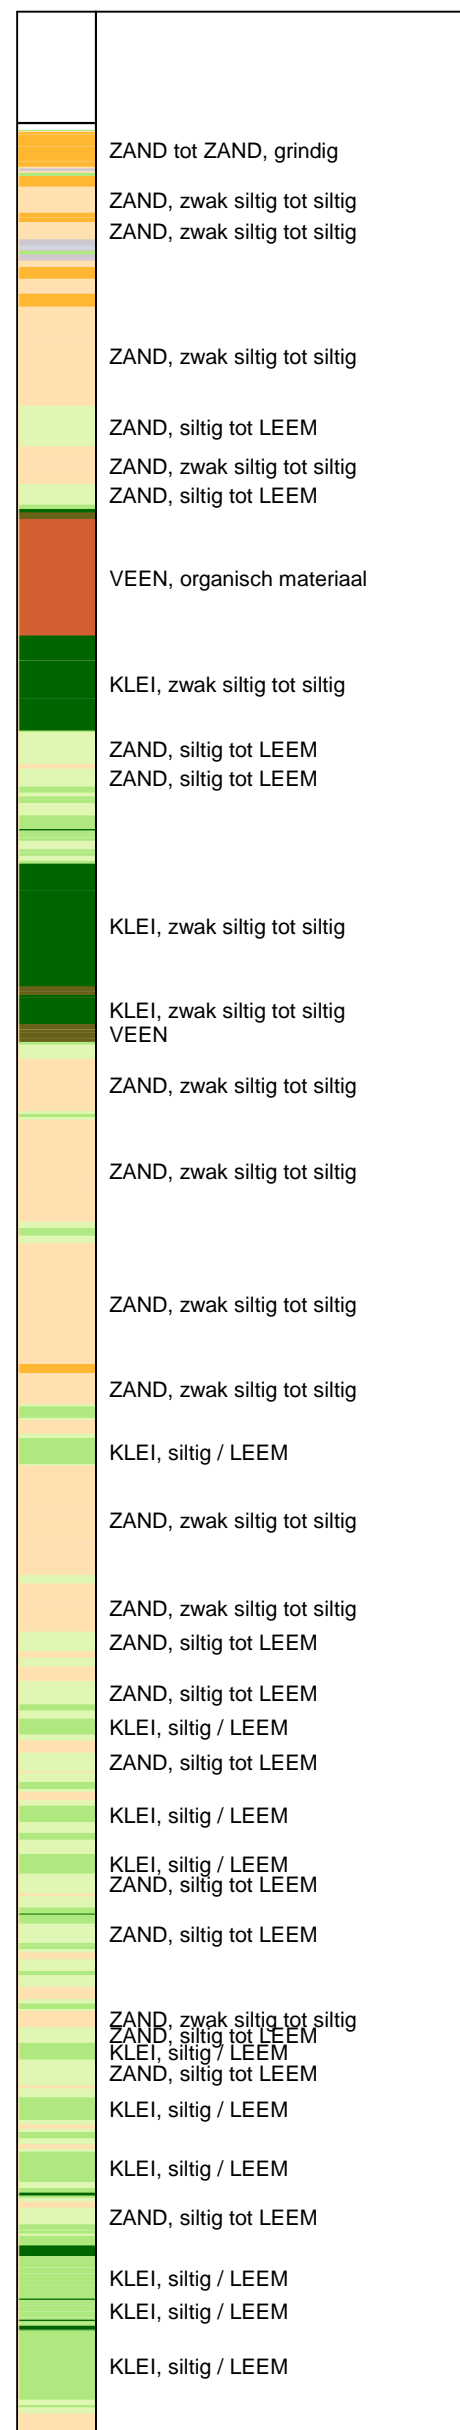 ZAND tot ZAND, grindig
ZAND, zwak siltig tot siltig
ZAND, zwak siltig tot siltig
ZAND, zwak siltig tot siltig
ZAND, siltig tot LEEM
ZAND, zwak siltig tot siltig
ZAND, siltig tot LEEM
VEEN, organisch materiaal
KLEI, zwak siltig tot siltig
ZAND, siltig tot LEEM
ZAND, siltig tot LEEM
KLEI, zwak siltig tot siltig
KLEI, zwak siltig tot siltig
VEEN
ZAND, zwak siltig tot siltig
ZAND, zwak siltig tot siltig
ZAND, zwak siltig tot siltig
ZAND, zwak siltig tot siltig
KLEI, siltig / LEEM
ZAND, zwak siltig tot siltig
ZAND, zwak siltig tot siltig
ZAND, siltig tot LEEM
ZAND, siltig tot LEEM
KLEI, siltig / LEEM
ZAND, siltig tot LEEM
KLEI, siltig / LEEM
KLEI, siltig / LEEM
ZAND, siltig tot LEEM
ZAND, siltig tot LEEM
ZAND, zwak siltig tot siltig
ZAND, siltig tot LEEM
KLEI, siltig / LEEM
ZAND, siltig tot LEEM
KLEI, siltig / LEEM
KLEI, siltig / LEEM
ZAND, siltig tot LEEM
KLEI, siltig / LEEM
KLEI, siltig / LEEM
KLEI, siltig / LEEM